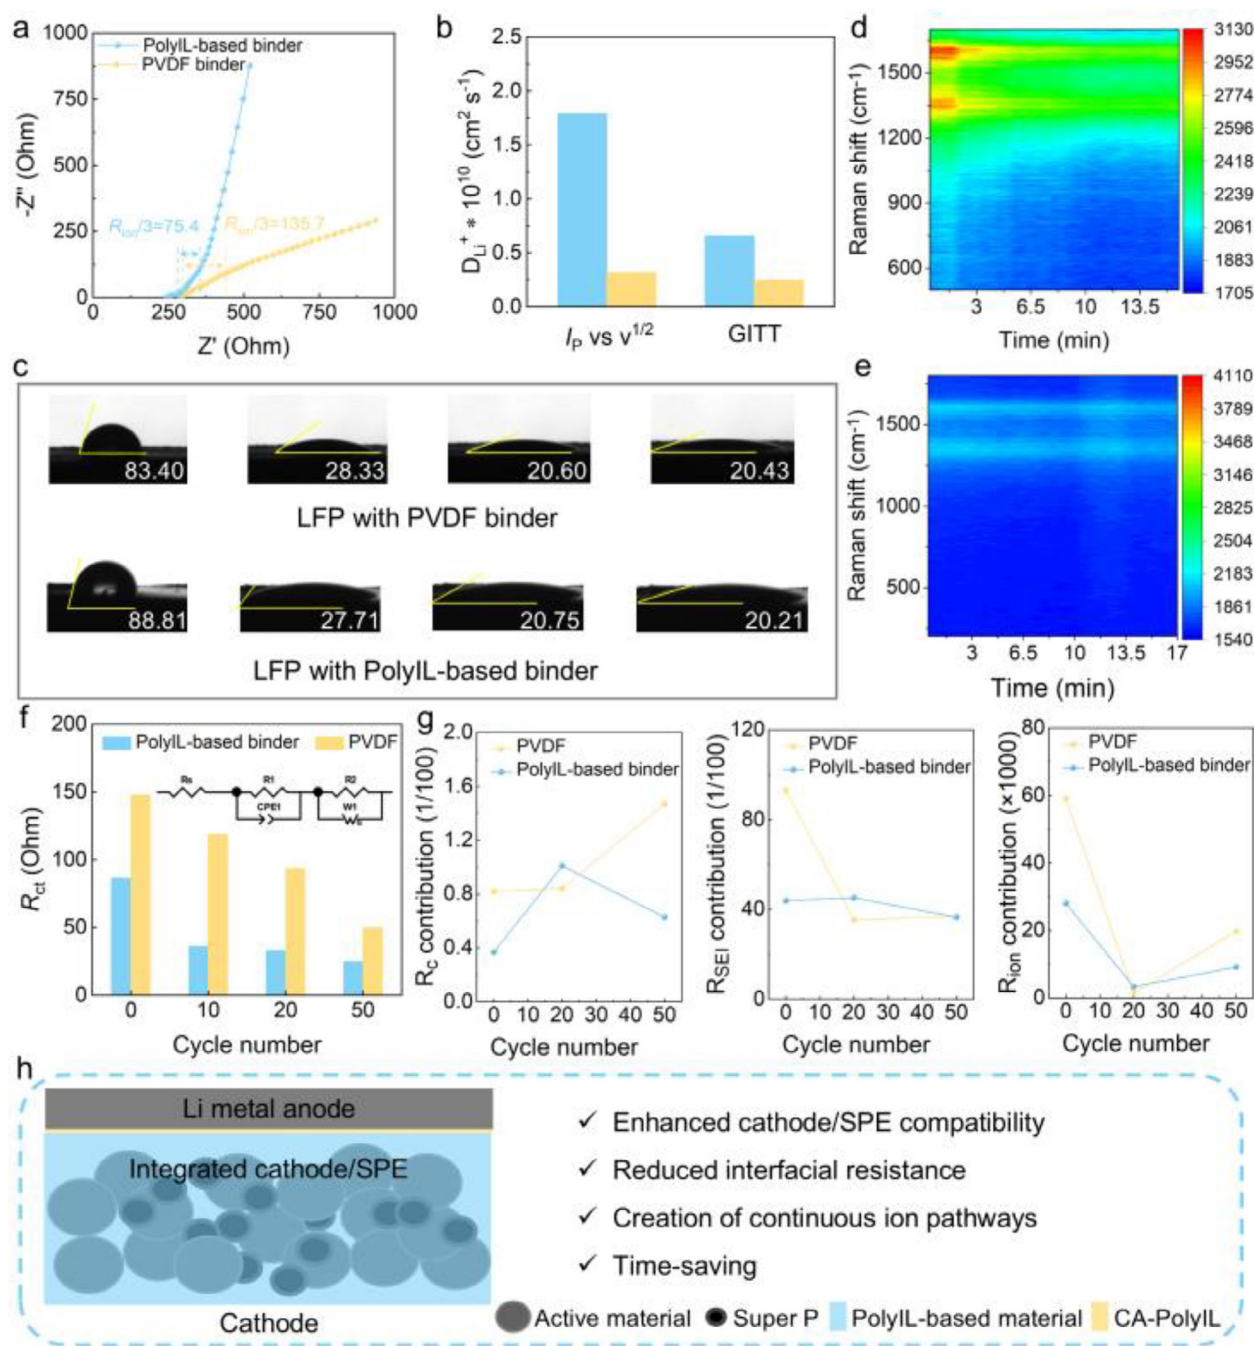 a
1000
750
500
250
0
-Z'' (Ohm)
PolyIL-based binder
PVDF binder
R_ion/3=75.4
R_ion/3=135.7
0 250 500 750 1000
Z' (Ohm)
b
2.5
2.0
1.5
1.0
0.5
0.0
D_Li^+ * 10^10 (cm^2 s^-1)
I_P vs v^1/2
GITT
d
1500
1200
900
600
Raman shift (cm^-1)
3 6.5 10 13.5
Time (min)
3130
2952
2774
2596
2418
2239
2061
1883
1705
c
83.40
28.33
20.60
20.43
LFP with PVDF binder
88.81
27.71
20.75
20.21
LFP with PolyIL-based binder
e
1500
1000
500
Raman shift (cm^-1)
3 6.5 10 13.5 17
Time (min)
4110
3789
3468
3146
2825
2504
2183
1861
1540
f
200
150
100
50
0
R_ct (Ohm)
PolyIL-based binder
PVDF
Rs
R1
R2
CPE1
W1
0 10 20 50
Cycle number
g
2.0
1.6
1.2
0.8
0.4
0.0
R_C contribution (1/100)
PVDF
PolyIL-based binder
0 10 20 30 40 50
Cycle number
120
80
40
0
R_SEI contribution (1/100)
PVDF
PolyIL-based binder
0 10 20 30 40 50
Cycle number
80
60
40
20
0
R_ion contribution (×1000)
PVDF
PolyIL-based binder
0 10 20 30 40 50
Cycle number
h
Li metal anode
Integrated cathode/SPE
Cathode
✓ Enhanced cathode/SPE compatibility
✓ Reduced interfacial resistance
✓ Creation of continuous ion pathways
✓ Time-saving
Active material
Super P
PolyIL-based material
CA-PolyIL